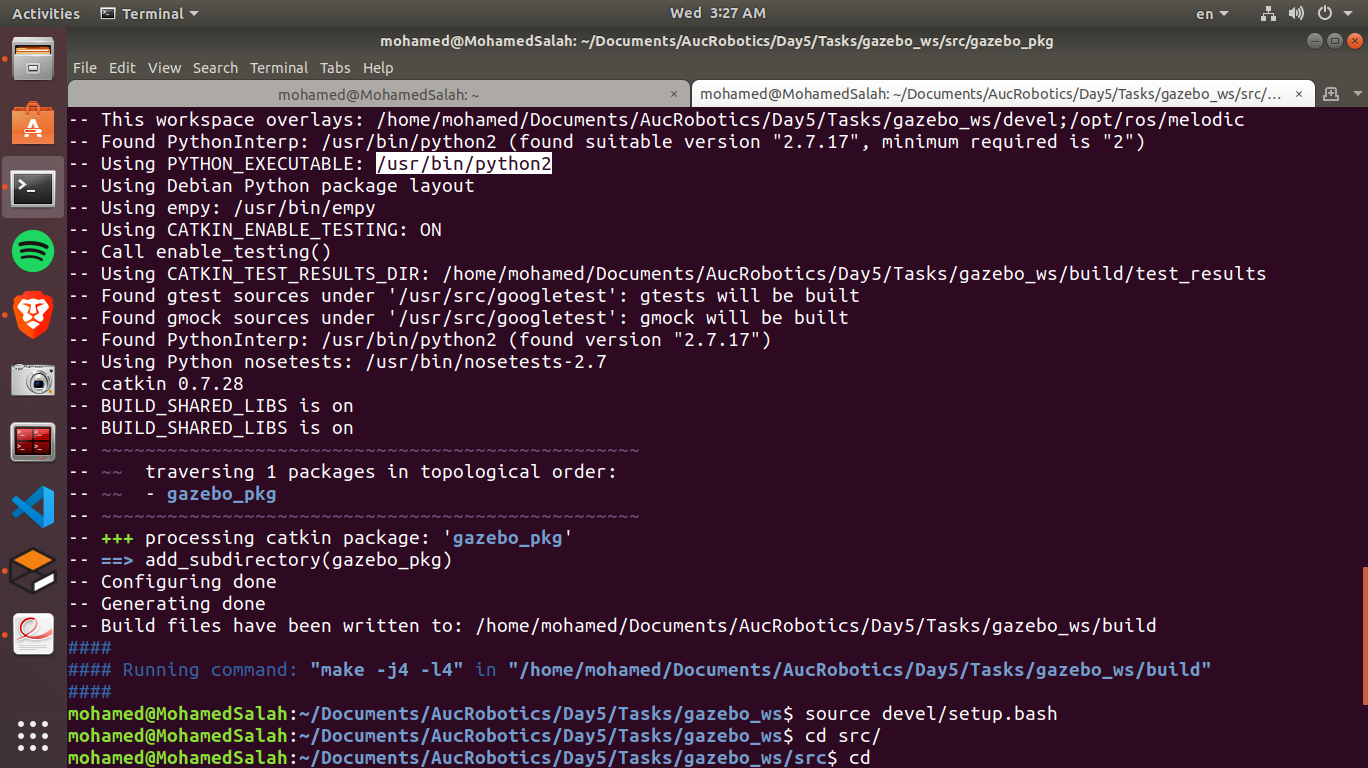 Activities
Terminal
Wed 3:27 AM
en
mohamed@MohamedSalah: ~/Documents/AucRobotics/Day5/Tasks/gazebo_ws/src/gazebo_pkg
File Edit View Search Terminal Tabs Help
mohamed@MohamedSalah: ~ ×
mohamed@MohamedSalah: ~/Documents/AucRobotics/Day5/Tasks/gazebo_ws/src/... ×
-- This workspace overlays: /home/mohamed/Documents/AucRobotics/Day5/Tasks/gazebo_ws/devel;/opt/ros/melodic
-- Found PythonInterp: /usr/bin/python2 (found suitable version "2.7.17", minimum required is "2")
-- Using PYTHON_EXECUTABLE: /usr/bin/python2
-- Using Debian Python package layout
-- Using empy: /usr/bin/empy
-- Using CATKIN_ENABLE_TESTING: ON
-- Call enable_testing()
-- Using CATKIN_TEST_RESULTS_DIR: /home/mohamed/Documents/AucRobotics/Day5/Tasks/gazebo_ws/build/test_results
-- Found gtest sources under '/usr/src/googletest': gtests will be built
-- Found gmock sources under '/usr/src/googletest': gmock will be built
-- Found PythonInterp: /usr/bin/python2 (found version "2.7.17")
-- Using Python nosetests: /usr/bin/nosetests-2.7
-- catkin 0.7.28
-- BUILD_SHARED_LIBS is on
-- BUILD_SHARED_LIBS is on
-- ~~~~~~~~~~~~~~~~~~~~~~~~~~~~~~~~~~~~~~~~~~~~~~~~~
-- ~~  traversing 1 packages in topological order:
-- ~~  - gazebo_pkg
-- ~~~~~~~~~~~~~~~~~~~~~~~~~~~~~~~~~~~~~~~~~~~~~~~~~
-- +++ processing catkin package: 'gazebo_pkg'
-- ==> add_subdirectory(gazebo_pkg)
-- Configuring done
-- Generating done
-- Build files have been written to: /home/mohamed/Documents/AucRobotics/Day5/Tasks/gazebo_ws/build
####
#### Running command: "make -j4 -l4" in "/home/mohamed/Documents/AucRobotics/Day5/Tasks/gazebo_ws/build"
####
mohamed@MohamedSalah:~/Documents/AucRobotics/Day5/Tasks/gazebo_ws$ source devel/setup.bash
mohamed@MohamedSalah:~/Documents/AucRobotics/Day5/Tasks/gazebo_ws$ cd src/
mohamed@MohamedSalah:~/Documents/AucRobotics/Day5/Tasks/gazebo_ws/src$ cd